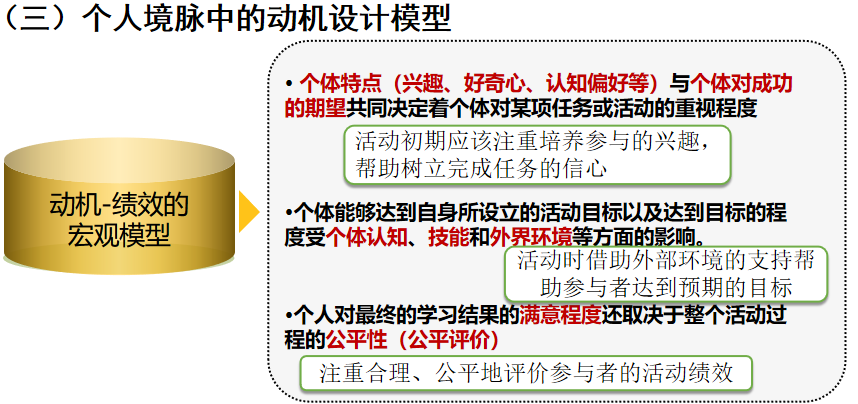 （三）个人境脉中的动机设计模型
动机-绩效的
宏观模型
• 个体特点（兴趣、好奇心、认知偏好等）与个体对成功
的期望共同决定着个体对某项任务或活动的重视程度
活动初期应该注重培养参与的兴趣，
帮助树立完成任务的信心
•个体能够达到自身所设立的活动目标以及达到目标的程
度受个体认知、技能和外界环境等方面的影响。
活动时借助外部环境的支持帮
助参与者达到预期的目标
•个人对最终的学习结果的满意程度还取决于整个活动过
程的公平性（公平评价）
注重合理、公平地评价参与者的活动绩效